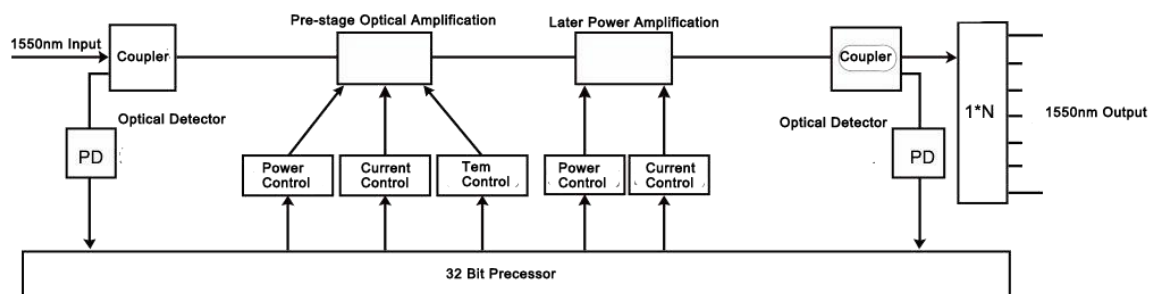 Pre-stage Optical Amplification
Later Power Amplification
1550nm Input
Coupler
Coupler
1*N
1550nm Output
Optical Detector
Optical Detector
PD
PD
Power
Control
Current
Control
Tem
Control
Power
Control
Current
Control
32 Bit Precessor